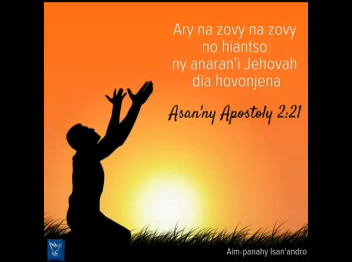 Ary na zovy na zovy
no hiantso
ny anaran'i Jehovah
dia hovonjena
Asan'ny Apostoly 2:21
Aim-panahy Isan'andro